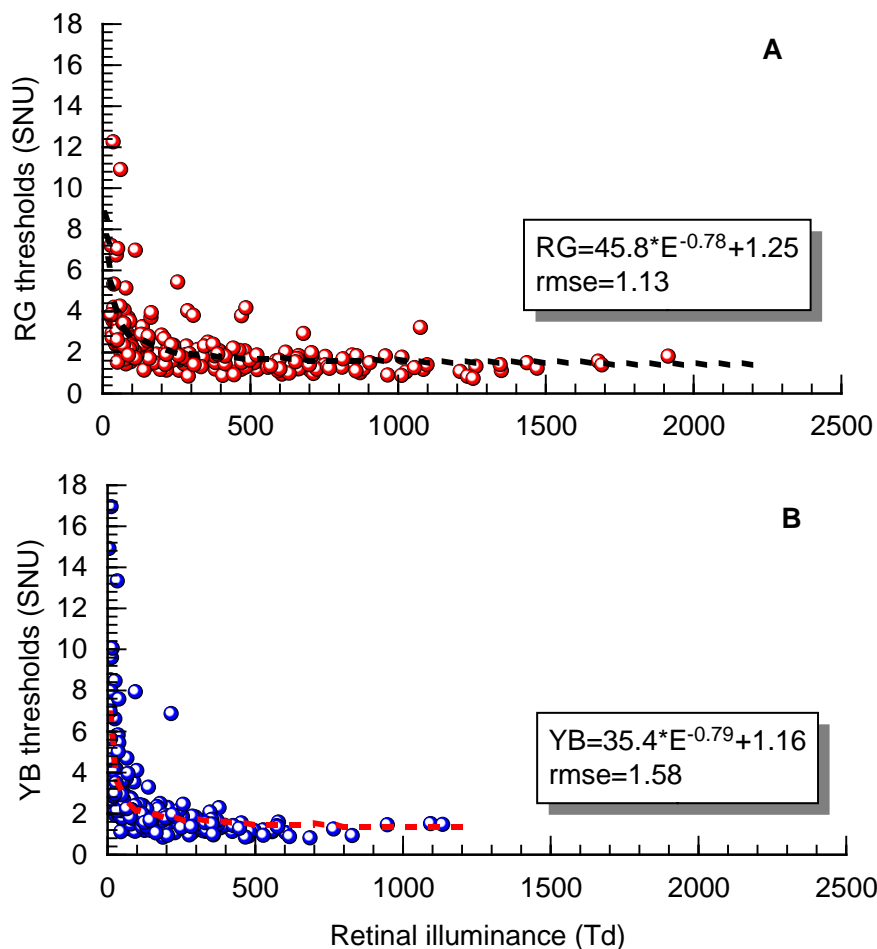 18
A
16
14
12
10
8
6
4
2
0
RG thresholds (SNU)
RG=45.8*E^-0.78+1.25
rmse=1.13
0 500 1000 1500 2000 2500
18
B
16
14
12
10
8
6
4
2
0
YB thresholds (SNU)
YB=35.4*E^-0.79+1.16
rmse=1.58
0 500 1000 1500 2000 2500
Retinal illuminance (Td)